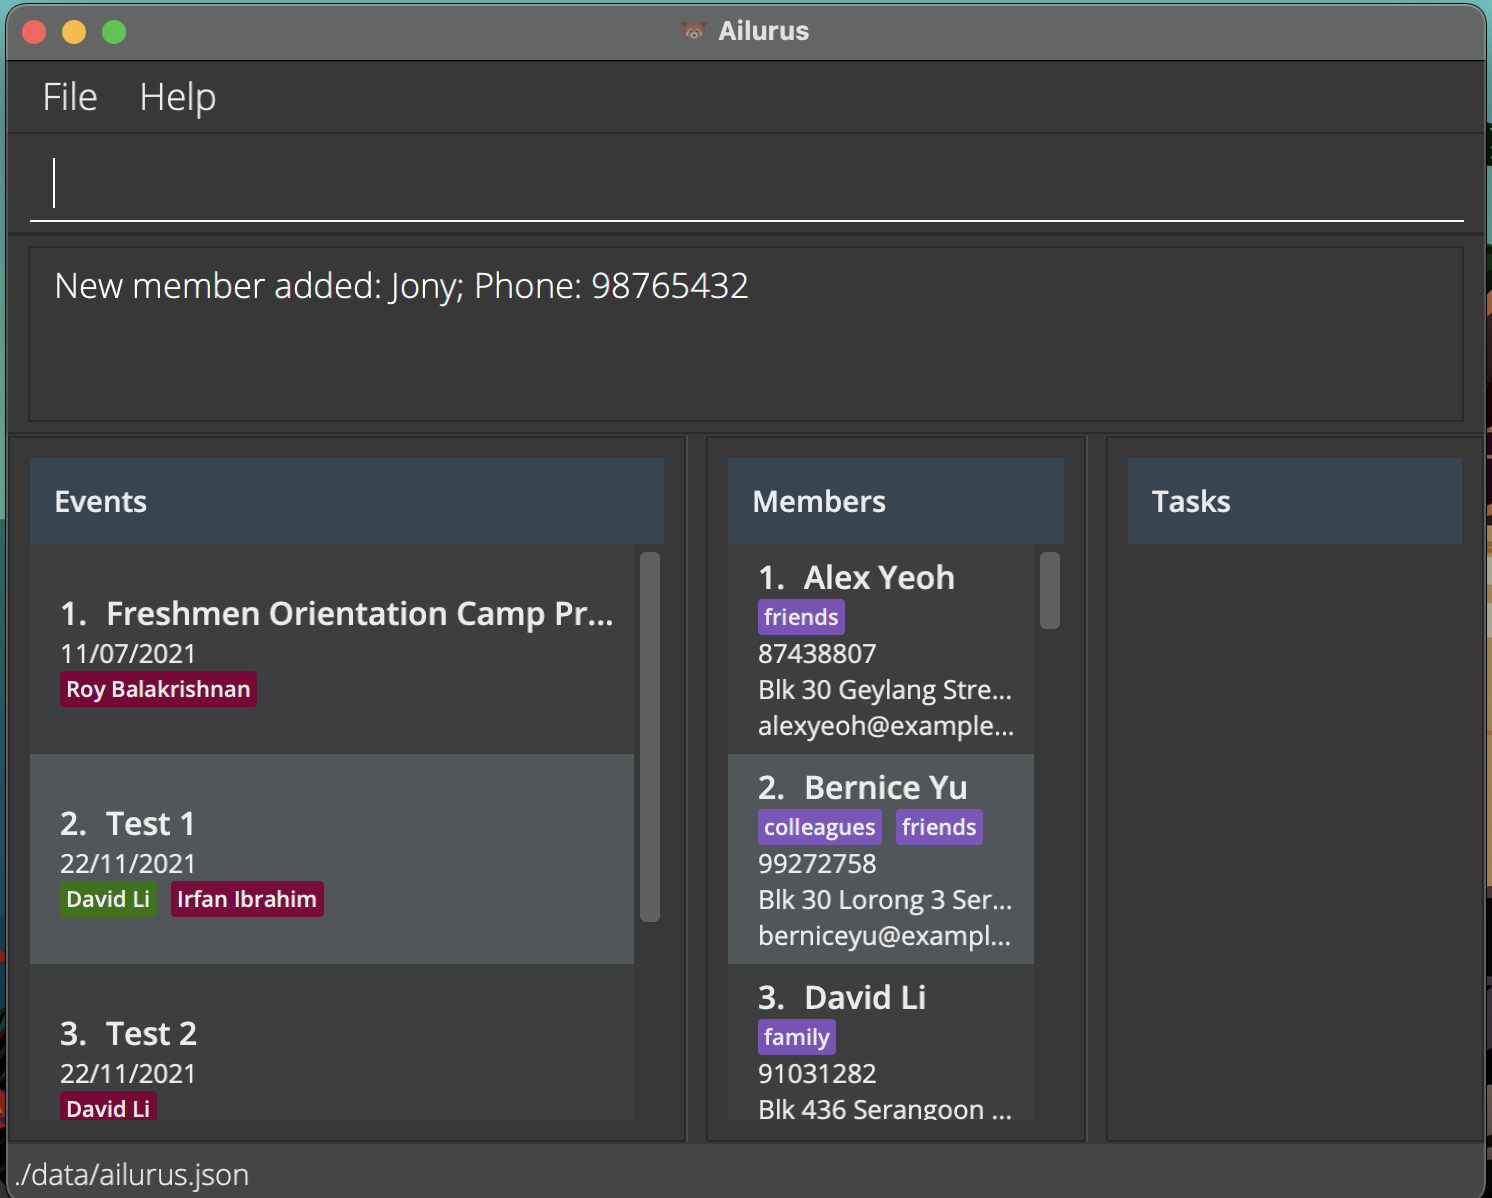 Ailurus
File Help
New member added: Jony; Phone: 98765432
Events
1. Freshmen Orientation Camp Pr...
11/07/2021
Roy Balakrishnan
2. Test 1
22/11/2021
David Li Irfan Ibrahim
3. Test 2
22/11/2021
David Li
Members
1. Alex Yeoh
friends
87438807
Blk 30 Geylang Stre...
alexyeoh@example...
2. Bernice Yu
colleagues friends
99272758
Blk 30 Lorong 3 Ser...
berniceyu@exampl...
3. David Li
family
91031282
Blk 436 Serangoon ...
Tasks
./data/ailurus.json